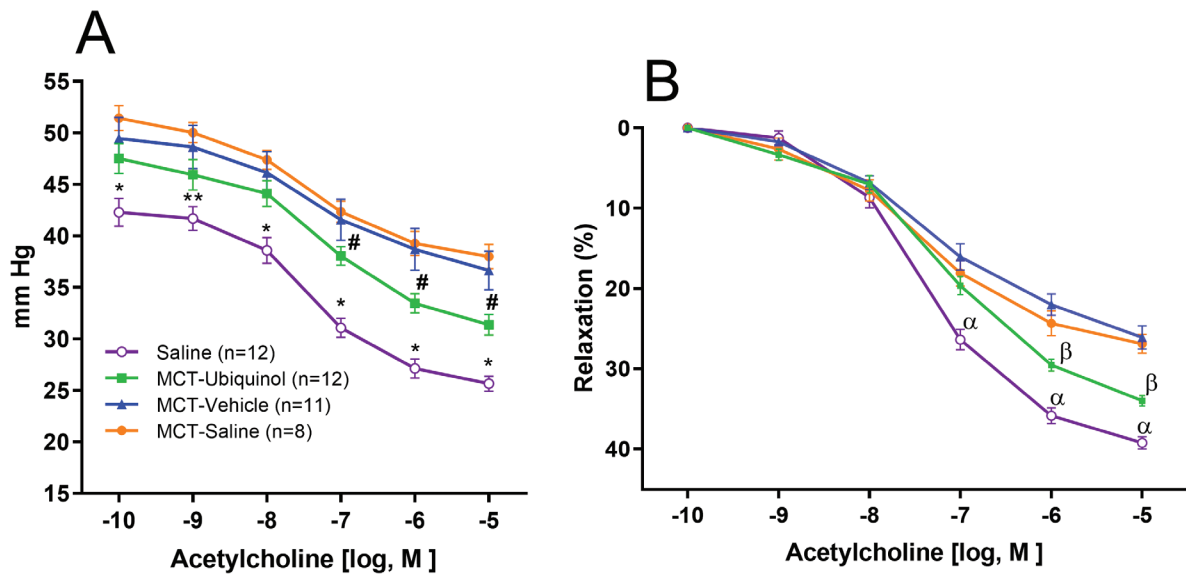 A
mm Hg
55
50
45
40
35
30
25
20
15
*
**
*
*
*
*
#
#
#
Saline (n=12)
MCT-Ubiquinol (n=12)
MCT-Vehicle (n=11)
MCT-Saline (n=8)
-10 -9 -8 -7 -6 -5
Acetylcholine [log, M ]
B
Relaxation (%)
0
10
20
30
40
α
β
α
β
α
-10 -9 -8 -7 -6 -5
Acetylcholine [log, M ]